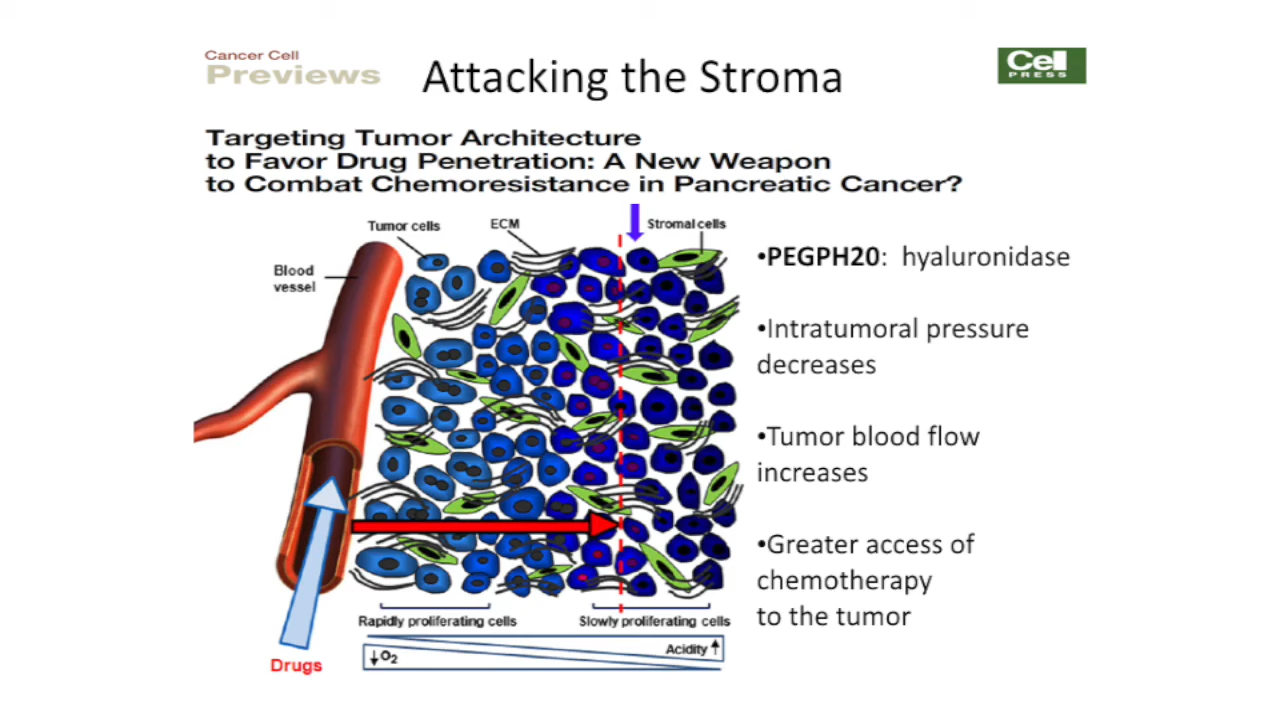 Cancer Cell
Previews
Attacking the Stroma
Cell
PRESS
Targeting Tumor Architecture
to Favor Drug Penetration: A New Weapon
to Combat Chemoresistance in Pancreatic Cancer?
Tumor cells
ECM
Stromal cells
Blood
vessel
•PEGPH20: hyaluronidase
•Intratumoral pressure
decreases
•Tumor blood flow
increases
•Greater access of
chemotherapy
to the tumor
Rapidly proliferating cells
Slowly proliferating cells
Acidity ↑
↓O₂
Drugs